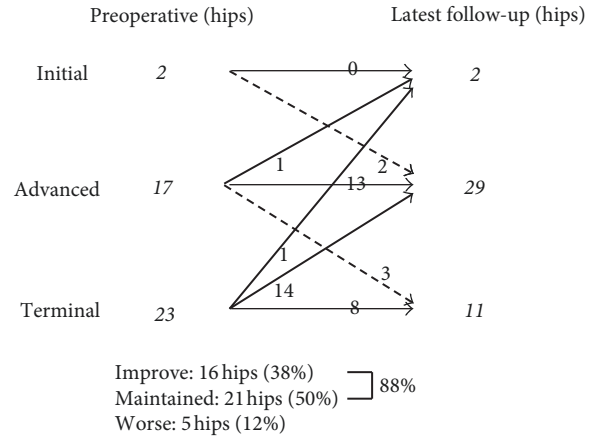 Preoperative (hips) Latest follow-up (hips)
Initial 2 0 2
1 2
Advanced 17 13 29
1 3
14
Terminal 23 8 11
Improve: 16 hips (38%)
88%
Maintained: 21 hips (50%)
Worse: 5 hips (12%)